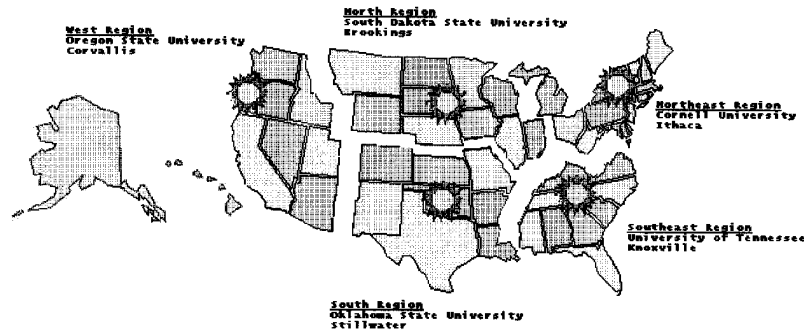 North Region
South Dakota State University
Brookings
West Region
Oregon State University
Corvallis
Northeast Region
Cornell University
Ithaca
Southeast Region
University of Tennessee
Knoxville
South Region
Oklahoma State University
Stillwater